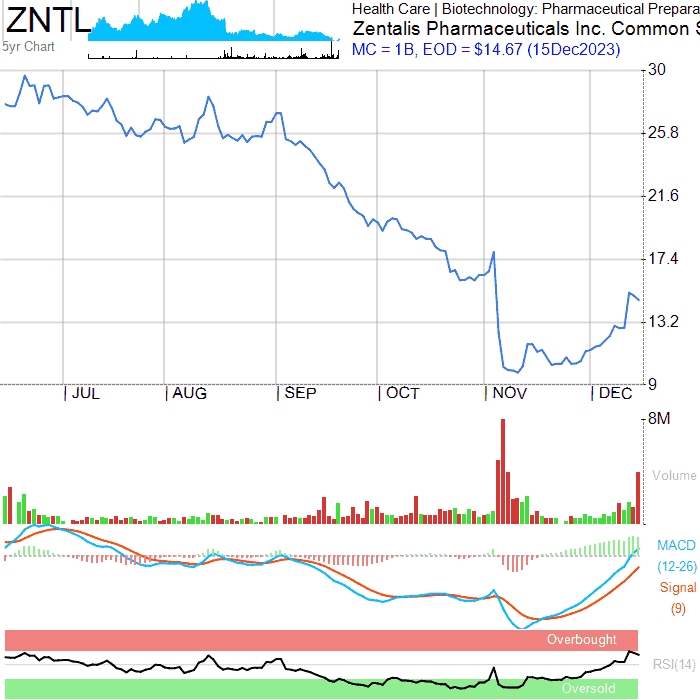 ZNTL
5yr Chart
Health Care | Biotechnology: Pharmaceutical Prepara
Zentalis Pharmaceuticals Inc. Common S
MC = 1B, EOD = $14.67 (15Dec2023)
30
25.8
21.6
17.4
13.2
9
JUL AUG SEP OCT NOV DEC
8M
Volume
MACD
(12-26)
Signal
(9)
Overbought
RSI(14)
Oversold